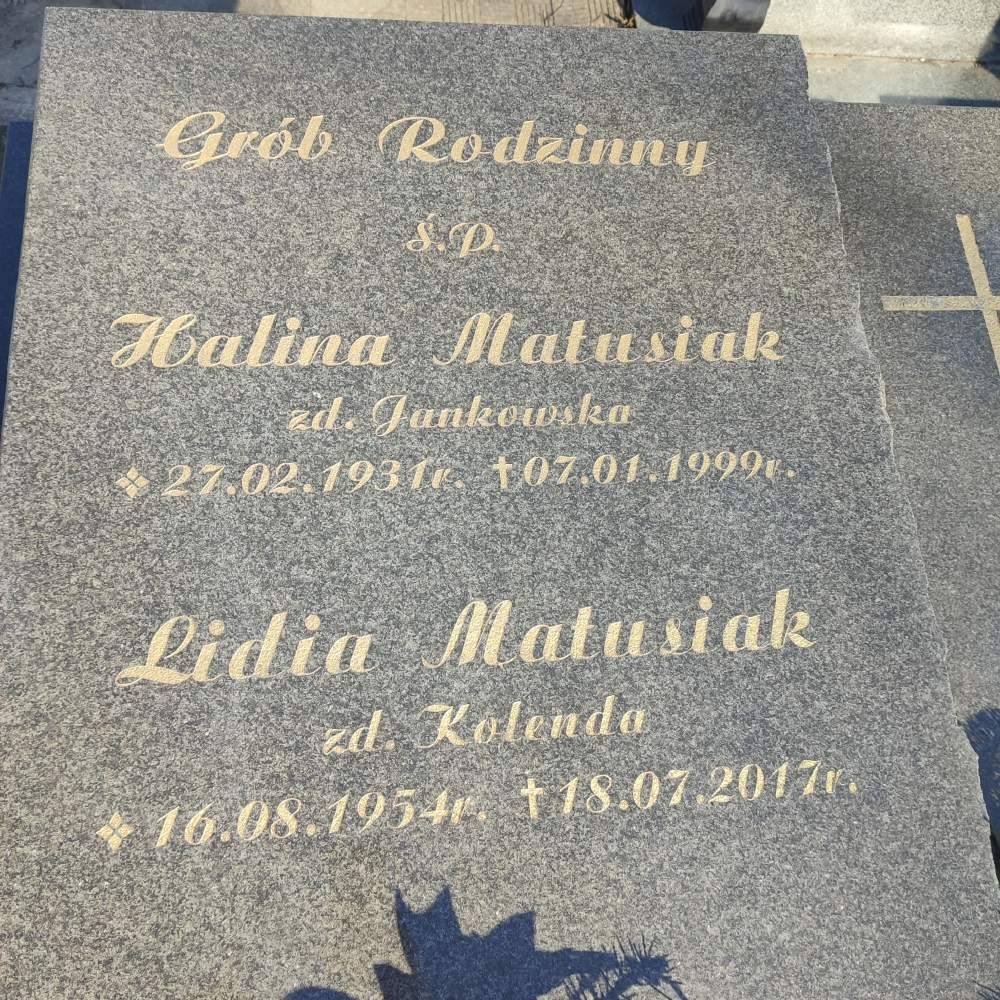 Grób Rodzinny
Ś.P.
Halina Matusiak
zd. Jankowska
❖ 27.02.1931r. †07.01.1999r.
Lidia Matusiak
zd. Kolenda
❖ 16.08.1954r. †18.07.2017r.